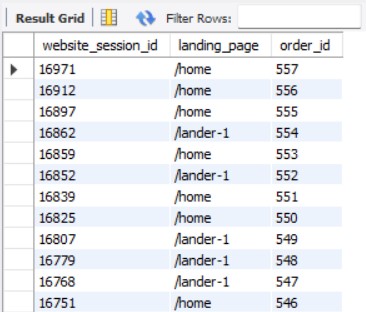 Result Grid Filter Rows:
website_session_id landing_page order_id
16971 /home 557
16912 /home 556
16897 /home 555
16862 /lander-1 554
16859 /home 553
16852 /lander-1 552
16839 /home 551
16825 /home 550
16807 /lander-1 549
16779 /lander-1 548
16768 /lander-1 547
16751 /home 546